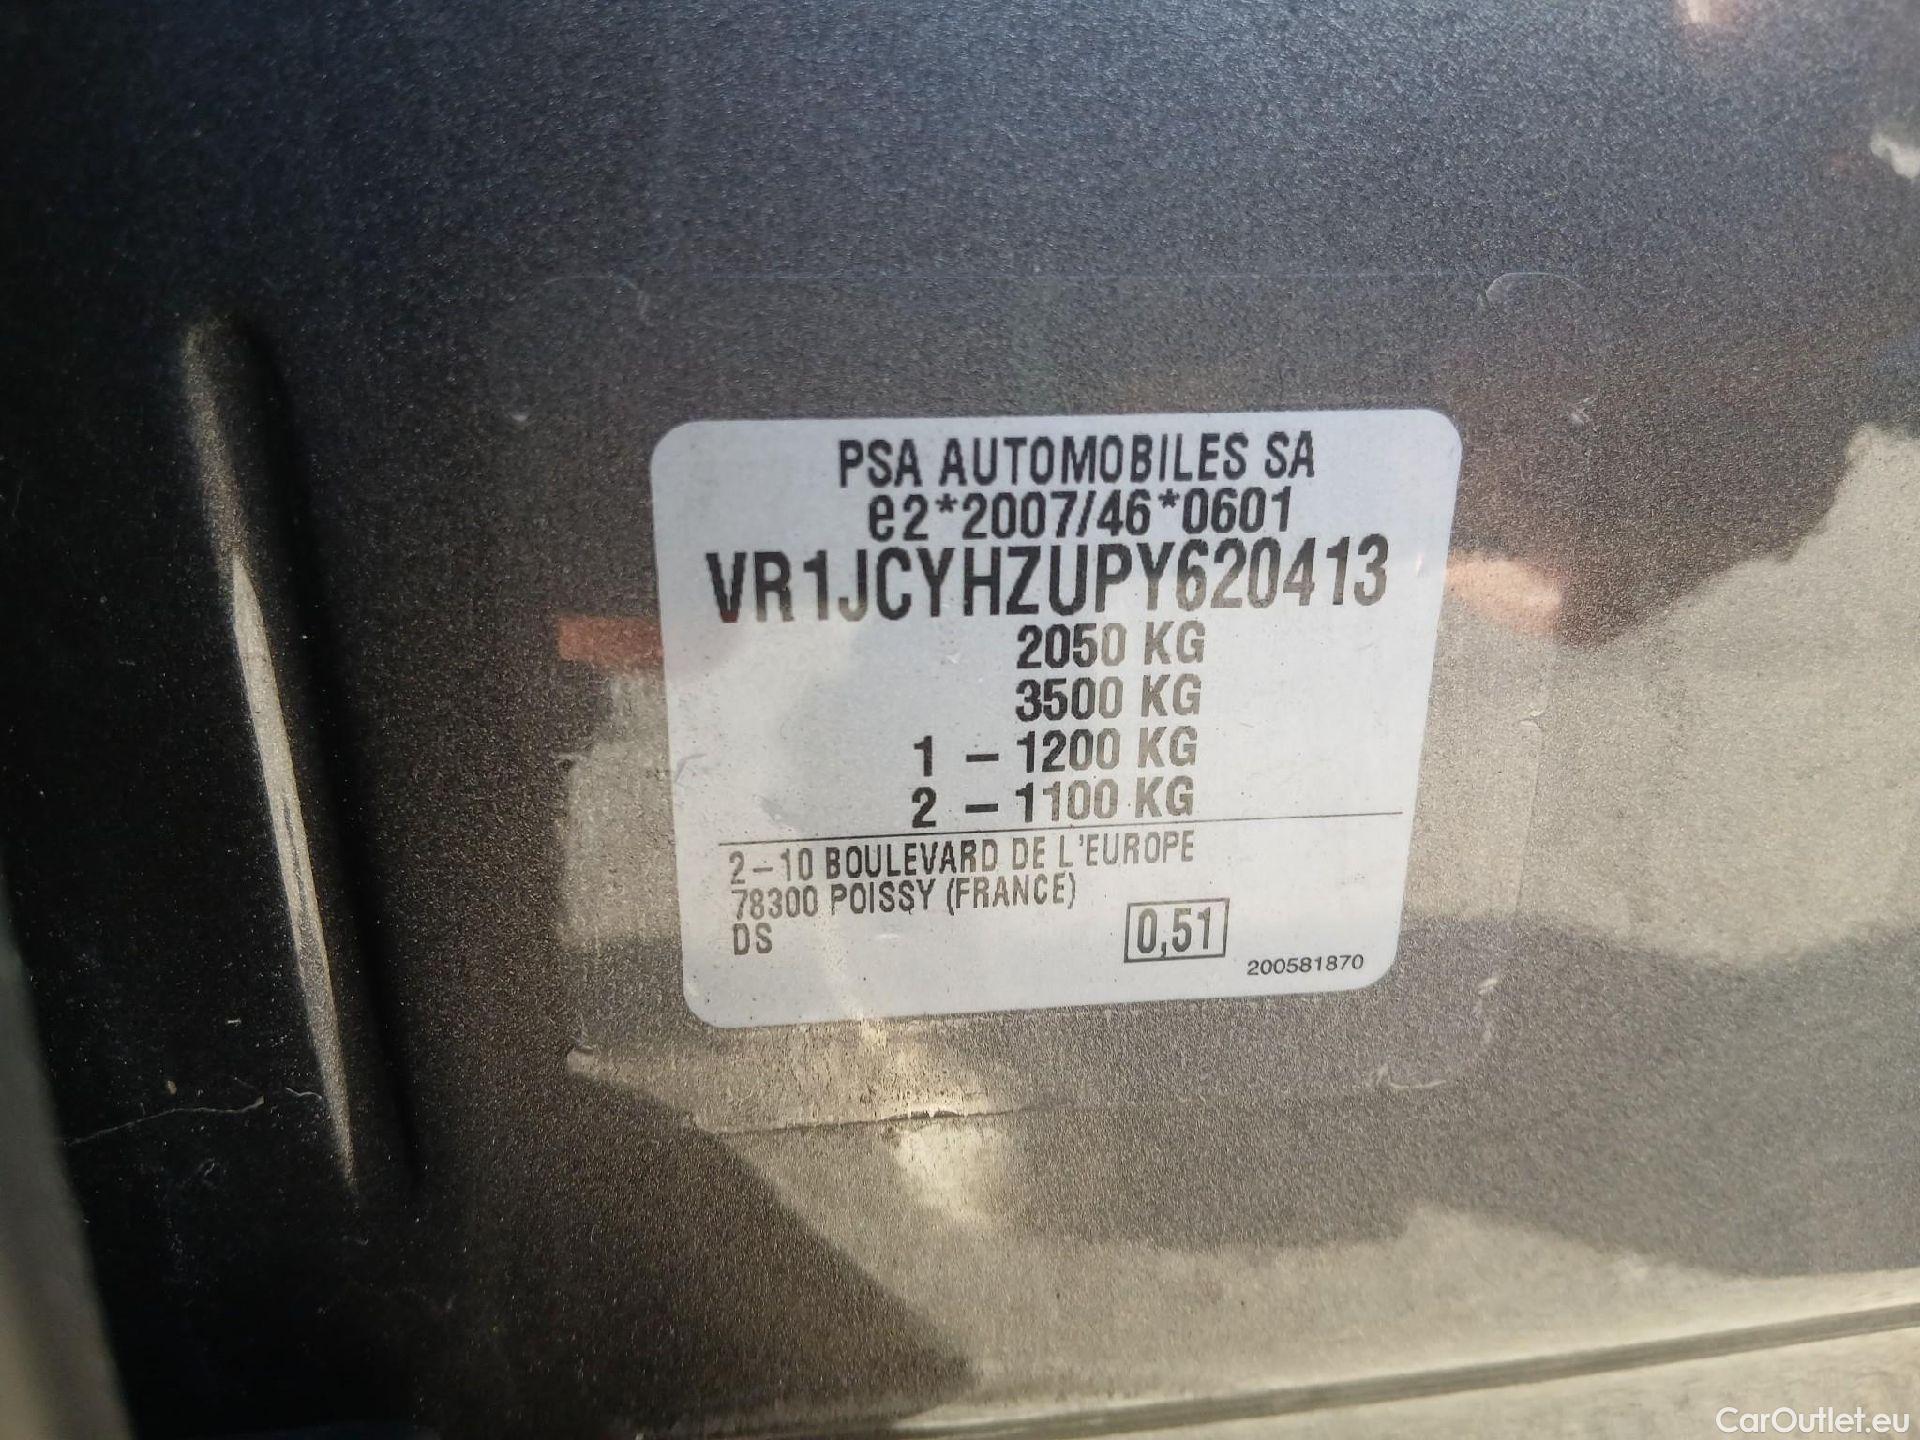 PSA AUTOMOBILES SA
e2*2007/46*0601
VR1JCYHZUPY620413
2050 KG
3500 KG
1 – 1200 KG
2 – 1100 KG
2–10 BOULEVARD DE L'EUROPE
78300 POISSY (FRANCE)
DS
0,51
200581870
CarOutlet.eu